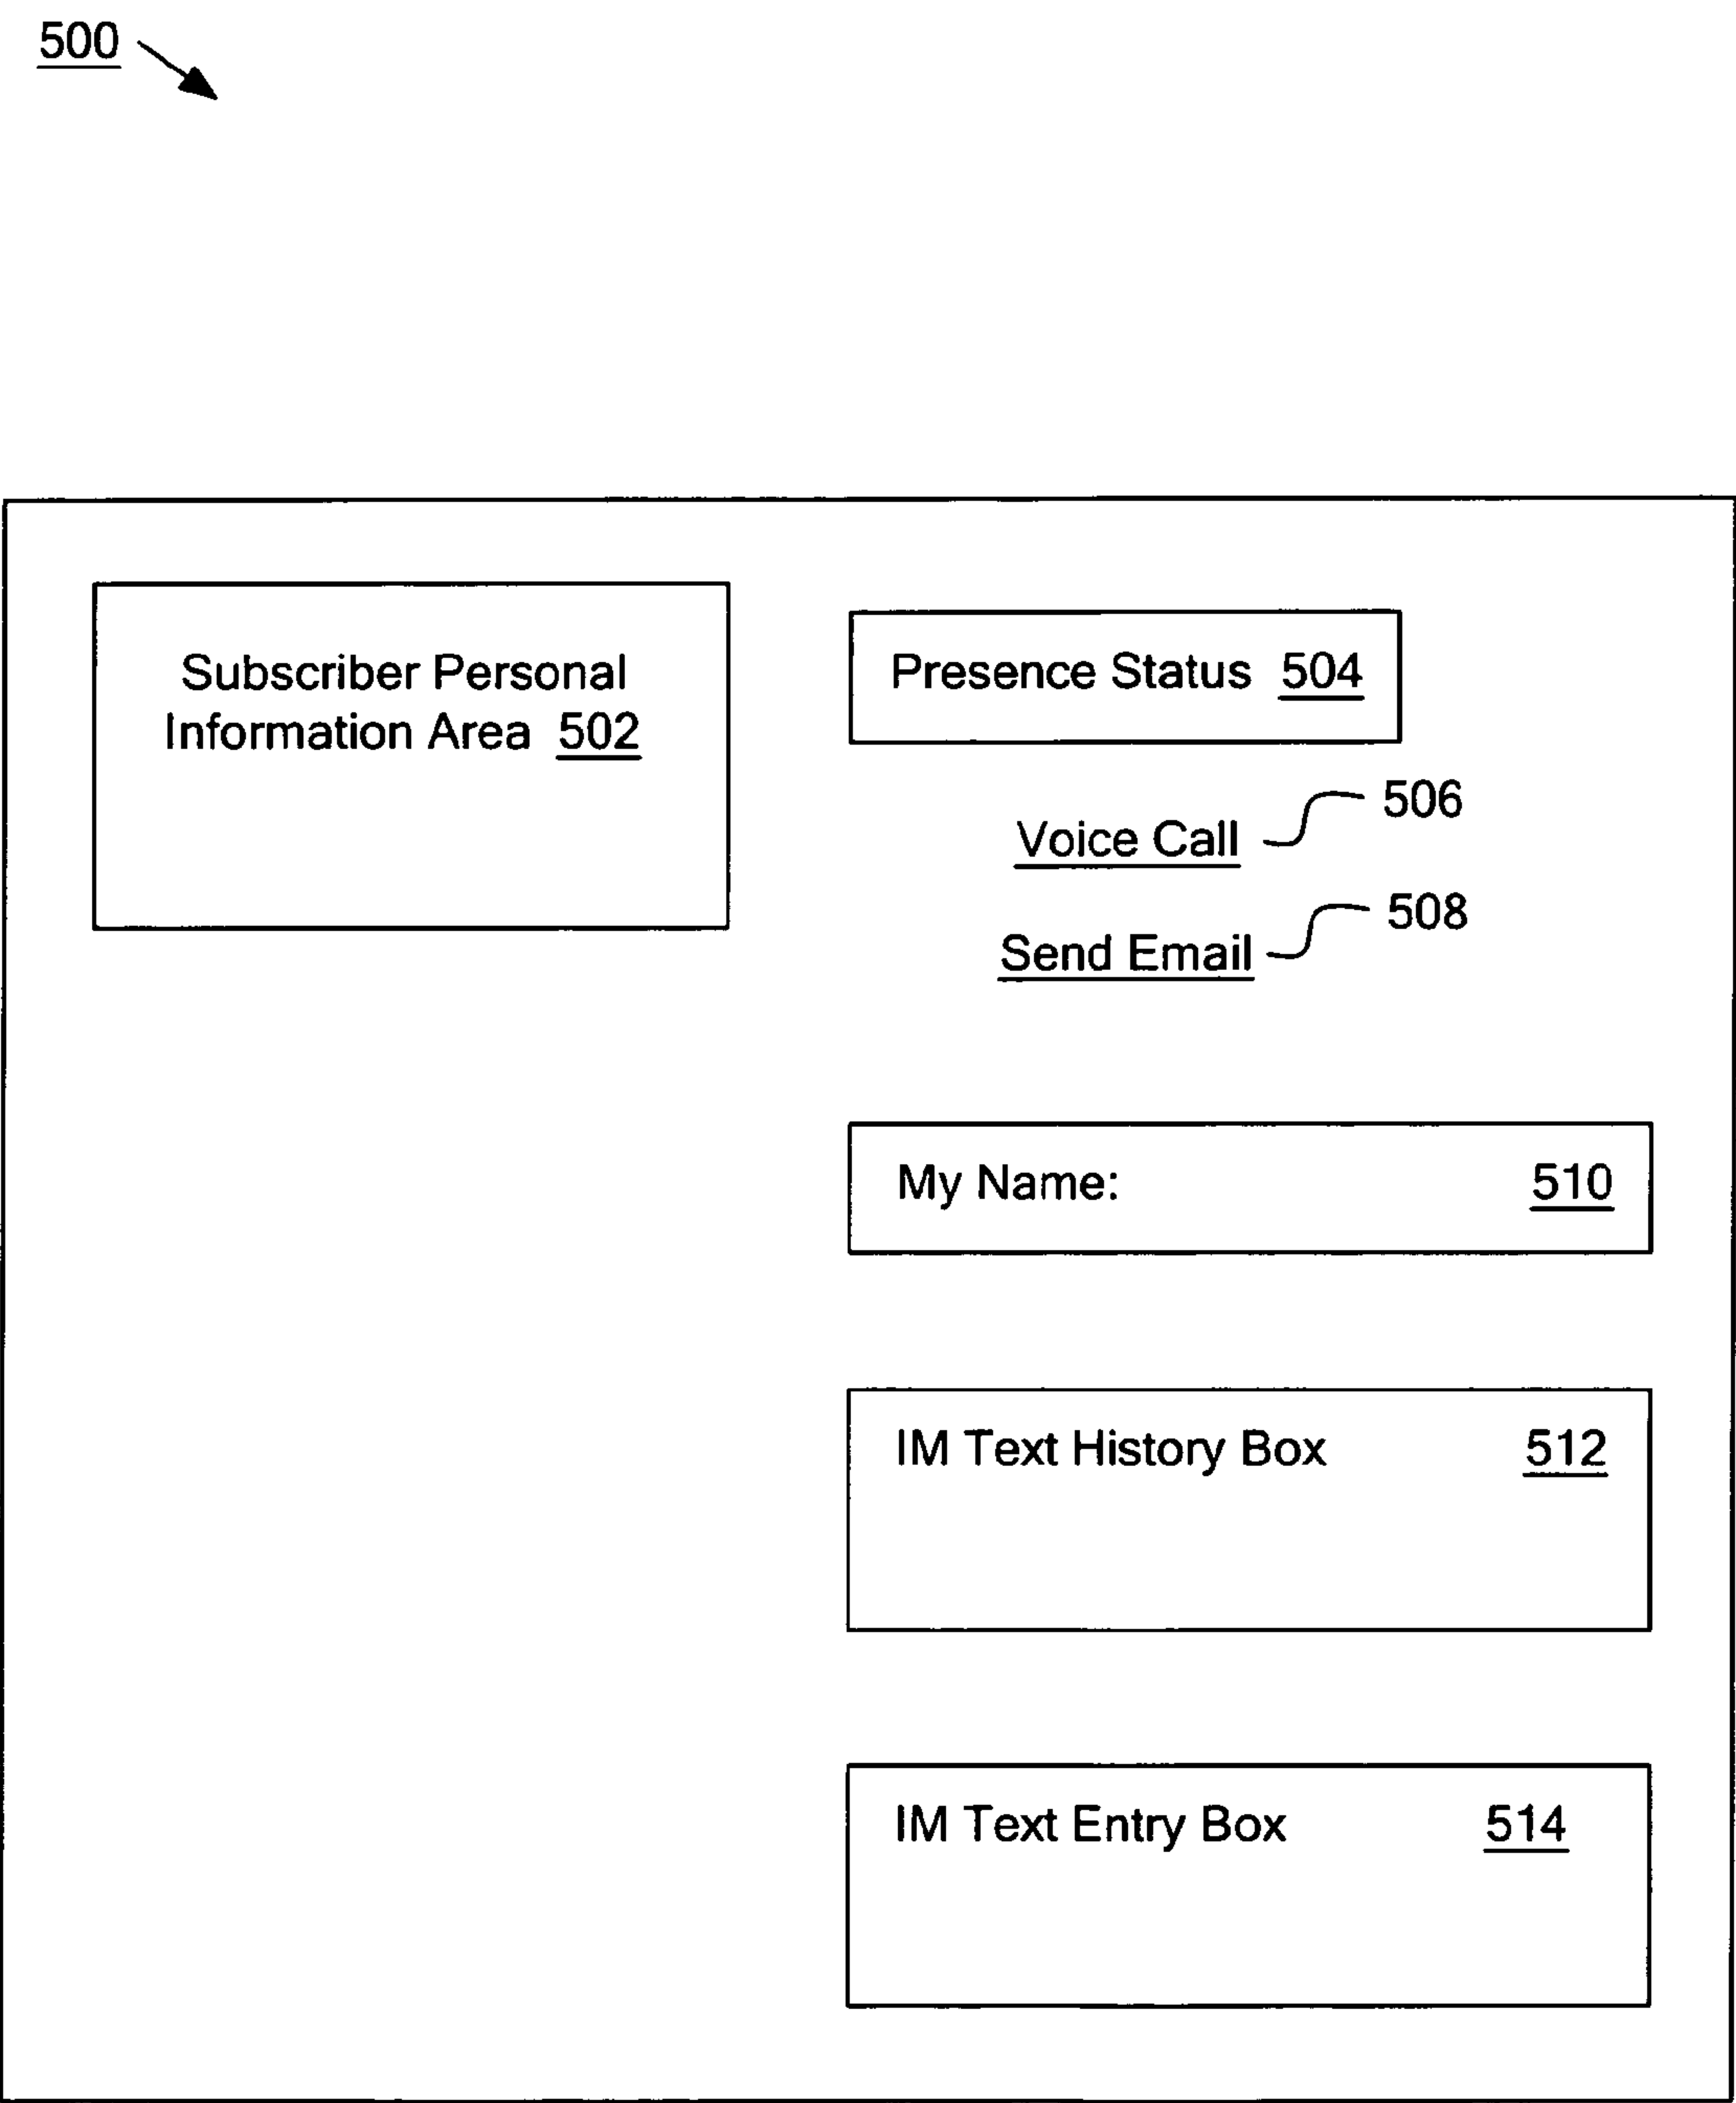 500
Subscriber Personal
Information Area 502
Presence Status 504
Voice Call 506
Send Email 508
My Name: 510
IM Text History Box 512
IM Text Entry Box 514